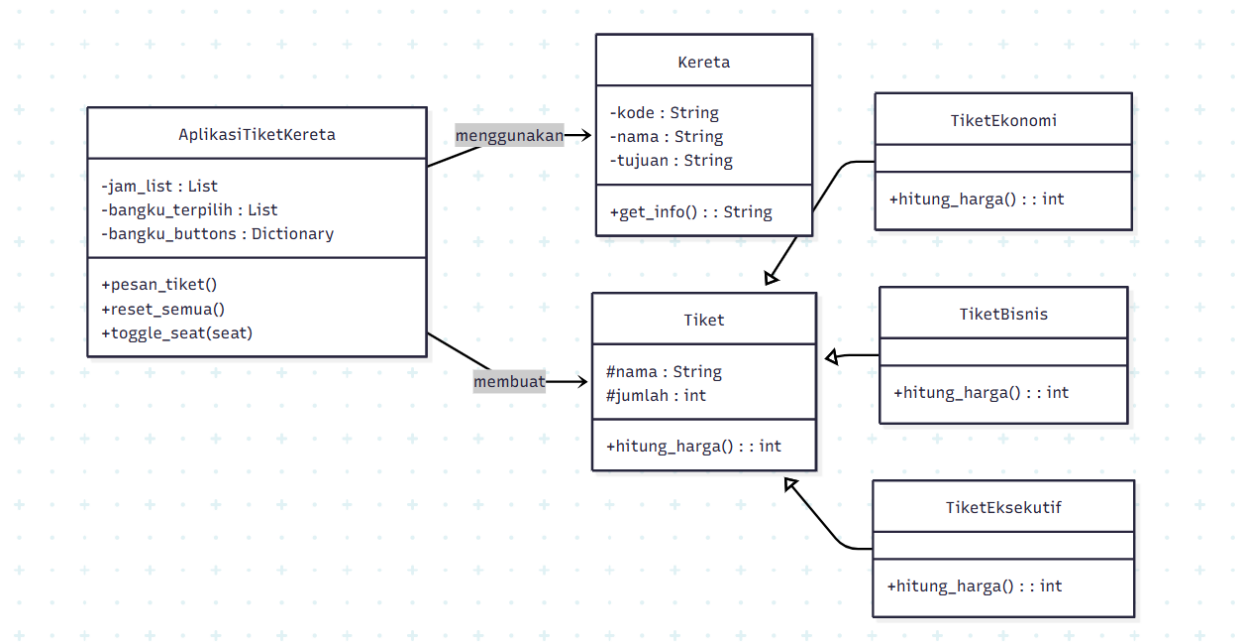 AplikasiTiketKereta
-jam_list : List
-bangku_terpilih : List
-bangku_buttons : Dictionary
+pesan_tiket()
+reset_semua()
+toggle_seat(seat)
menggunakan
membuat
Kereta
-kode : String
-nama : String
-tujuan : String
+get_info() : : String
Tiket
#nama : String
#jumlah : int
+hitung_harga() : : int
TiketEkonomi
+hitung_harga() : : int
TiketBisnis
+hitung_harga() : : int
TiketEksekutif
+hitung_harga() : : int